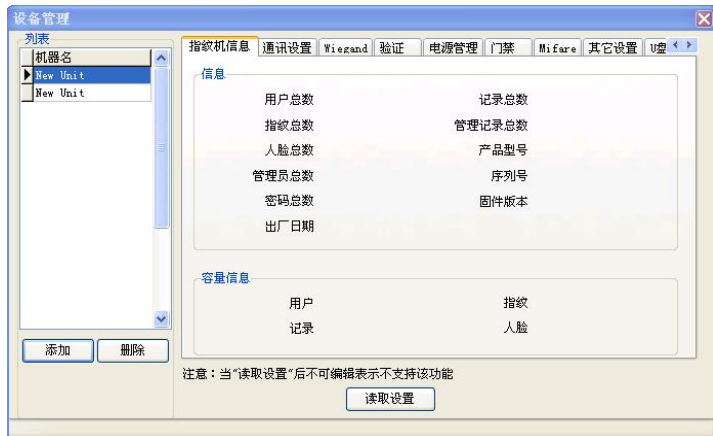 设备管理
列表
机器名
New Unit
New Unit
添加 删除
指纹机信息 通讯设置 Wiegand 验证 电源管理 门禁 Mifare 其它设置 U盘
信息
用户总数 记录总数
指纹总数 管理记录总数
人脸总数 产品型号
管理员总数 序列号
密码总数 固件版本
出厂日期
容量信息
用户 指纹
记录 人脸
注意：当“读取设置”后不可编辑表示不支持该功能
读取设置